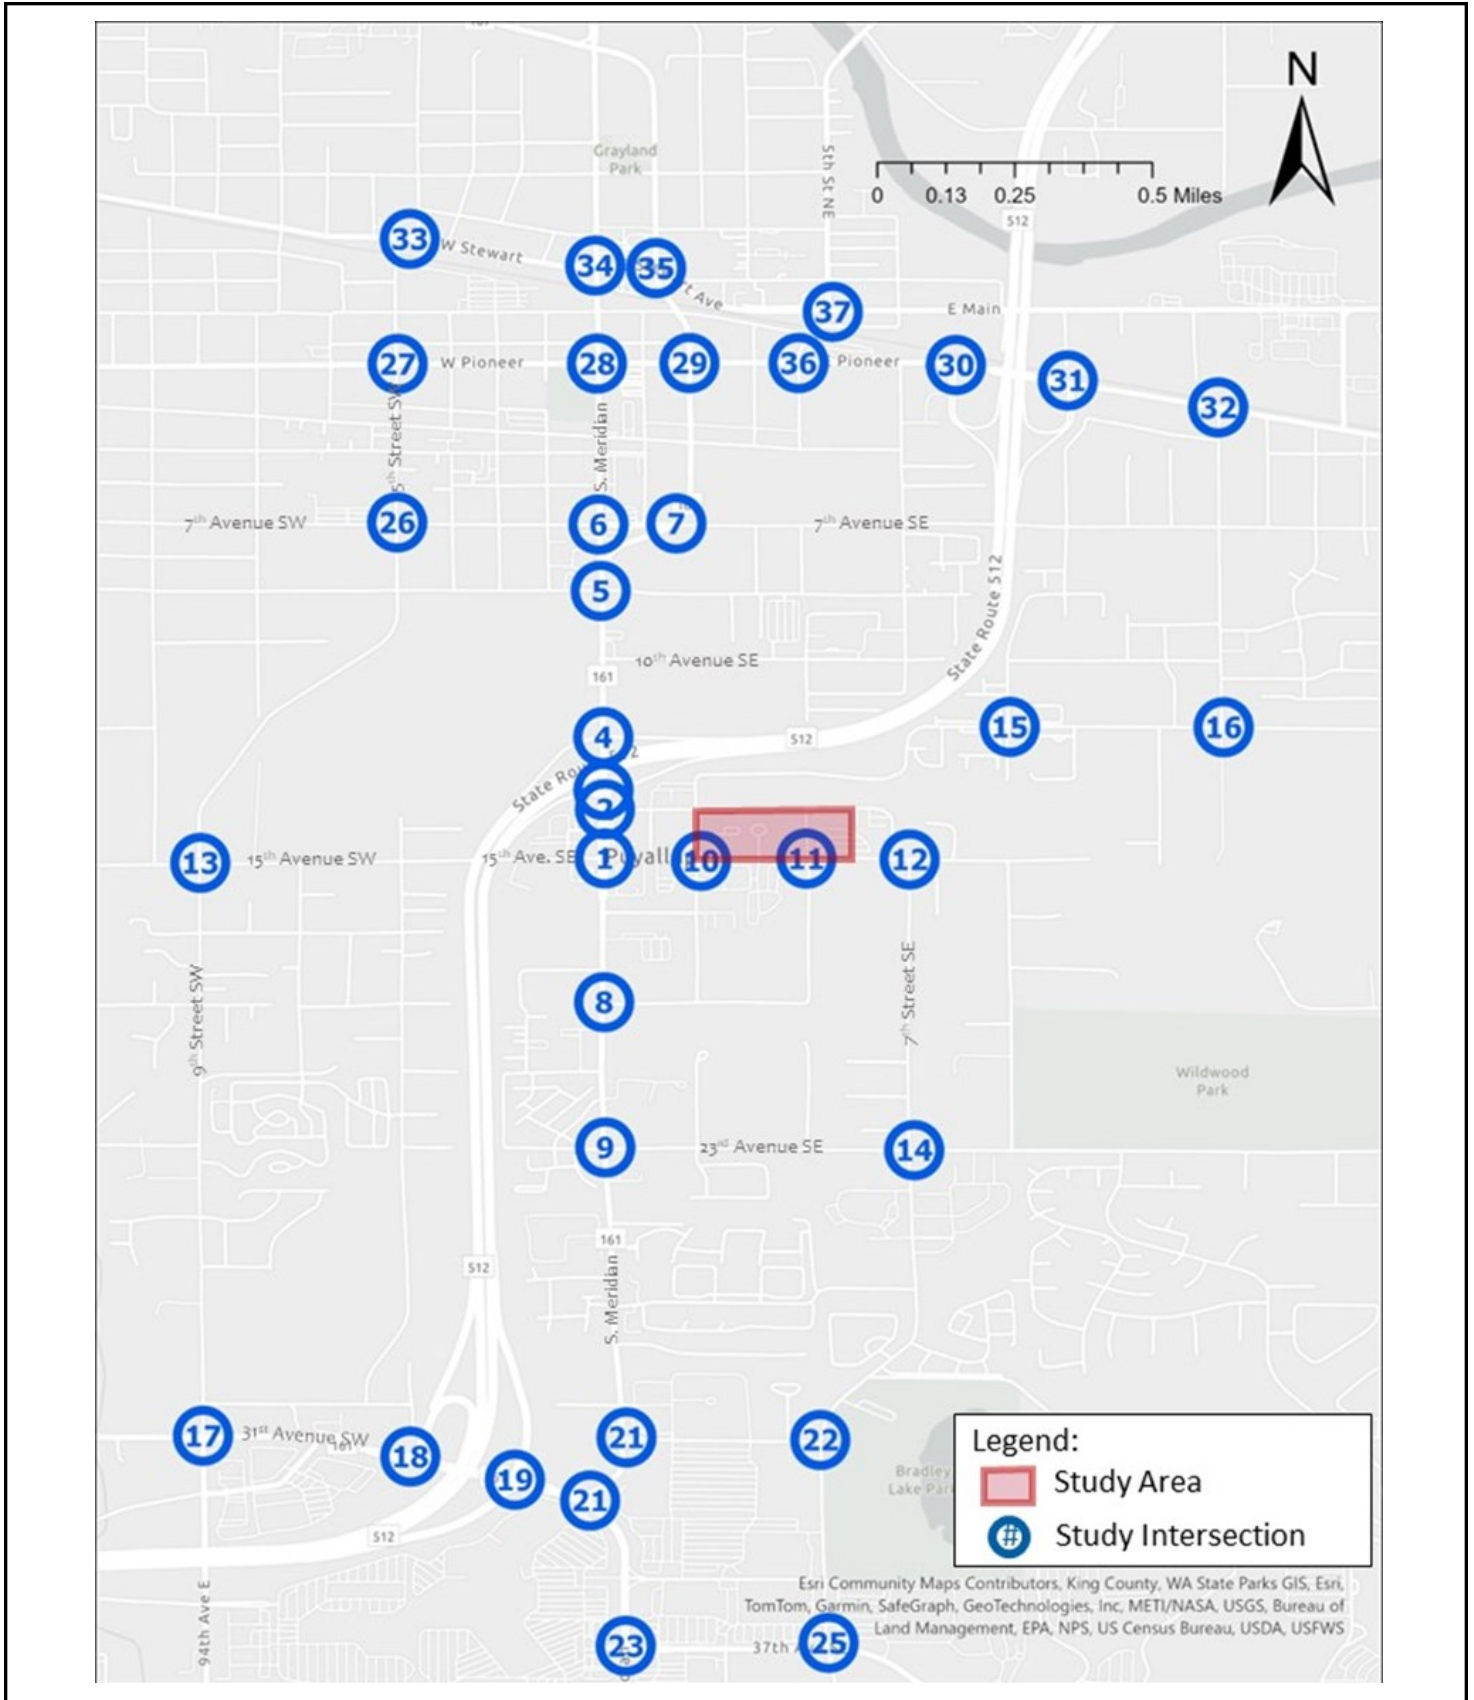 N
Grayland
Park
5th St NE
0 0.13 0.25 0.5 Miles
512
33
W Stewart
34
35
t Ave
37
E Main
27
W Pioneer
28
29
36
Pioneer
30
31
32
5th Street SW
S. Meridian
7th Avenue SW
26
6
7
7th Avenue SE
5
State Route 512
10th Avenue SE
161
4
512
15
16
State Rou
2
13
15th Avenue SW
15th Ave. SE
1
Puyall
10
11
12
9th Street SW
8
7th Street SE
Wildwood
Park
9
23rd Avenue SE
14
161
512
S. Meridian
17
31st Avenue SW
161
18
19
21
21
22
Bradley
Lake Par
512
Legend:
Study Area
# Study Intersection
Esri Community Maps Contributors, King County, WA State Parks GIS, Esri,
TomTom, Garmin, SafeGraph, GeoTechnologies, Inc, METI/NASA, USGS, Bureau of
Land Management, EPA, NPS, US Census Bureau, USDA, USFWS
94th Ave E
23
37th
25